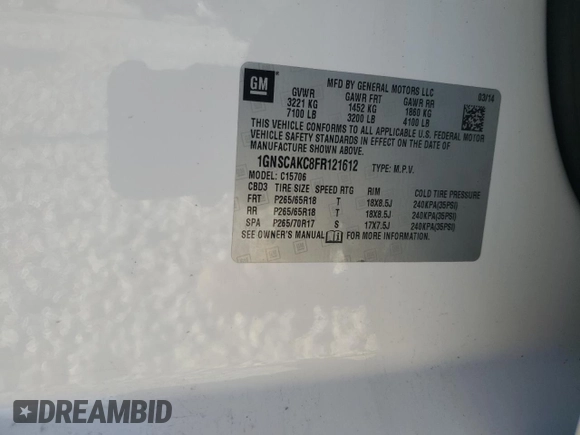 GM
MFD BY GENERAL MOTORS LLC
03/14
GVWR GAWR FRT GAWR RR
3221 KG 1452 KG 1860 KG
7100 LB 3200 LB 4100 LB
THIS VEHICLE CONFORMS TO ALL APPLICABLE U.S. FEDERAL MOTOR
VEHICLE SAFETY STANDARDS IN EFFECT ON THE DATE OF
MANUFACTURE SHOWN ABOVE.
1GNSCAKC8FR121612 TYPE: M.P.V.
MODEL: C15706
CBD3 TIRE SIZE SPEED RTG RIM COLD TIRE PRESSURE
FRT P265/65R18 T 18X8.5J 240KPA(35PSI)
RR P265/65R18 T 18X8.5J 240KPA(35PSI)
SPA P265/70R17 S 17X7.5J 240KPA(35PSI)
SEE OWNER'S MANUAL FOR MORE INFORMATION.
DREAMBID